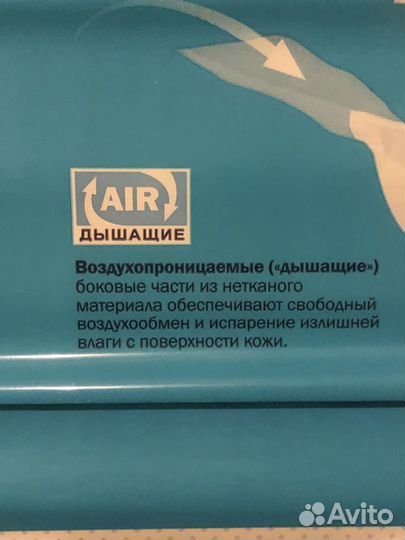 AIR
ДЫШАЩИЕ
Воздухопроницаемые («дышащие»)
боковые части из нетканого
материала обеспечивают свободный
воздухообмен и испарение излишней
влаги с поверхности кожи.
Avito